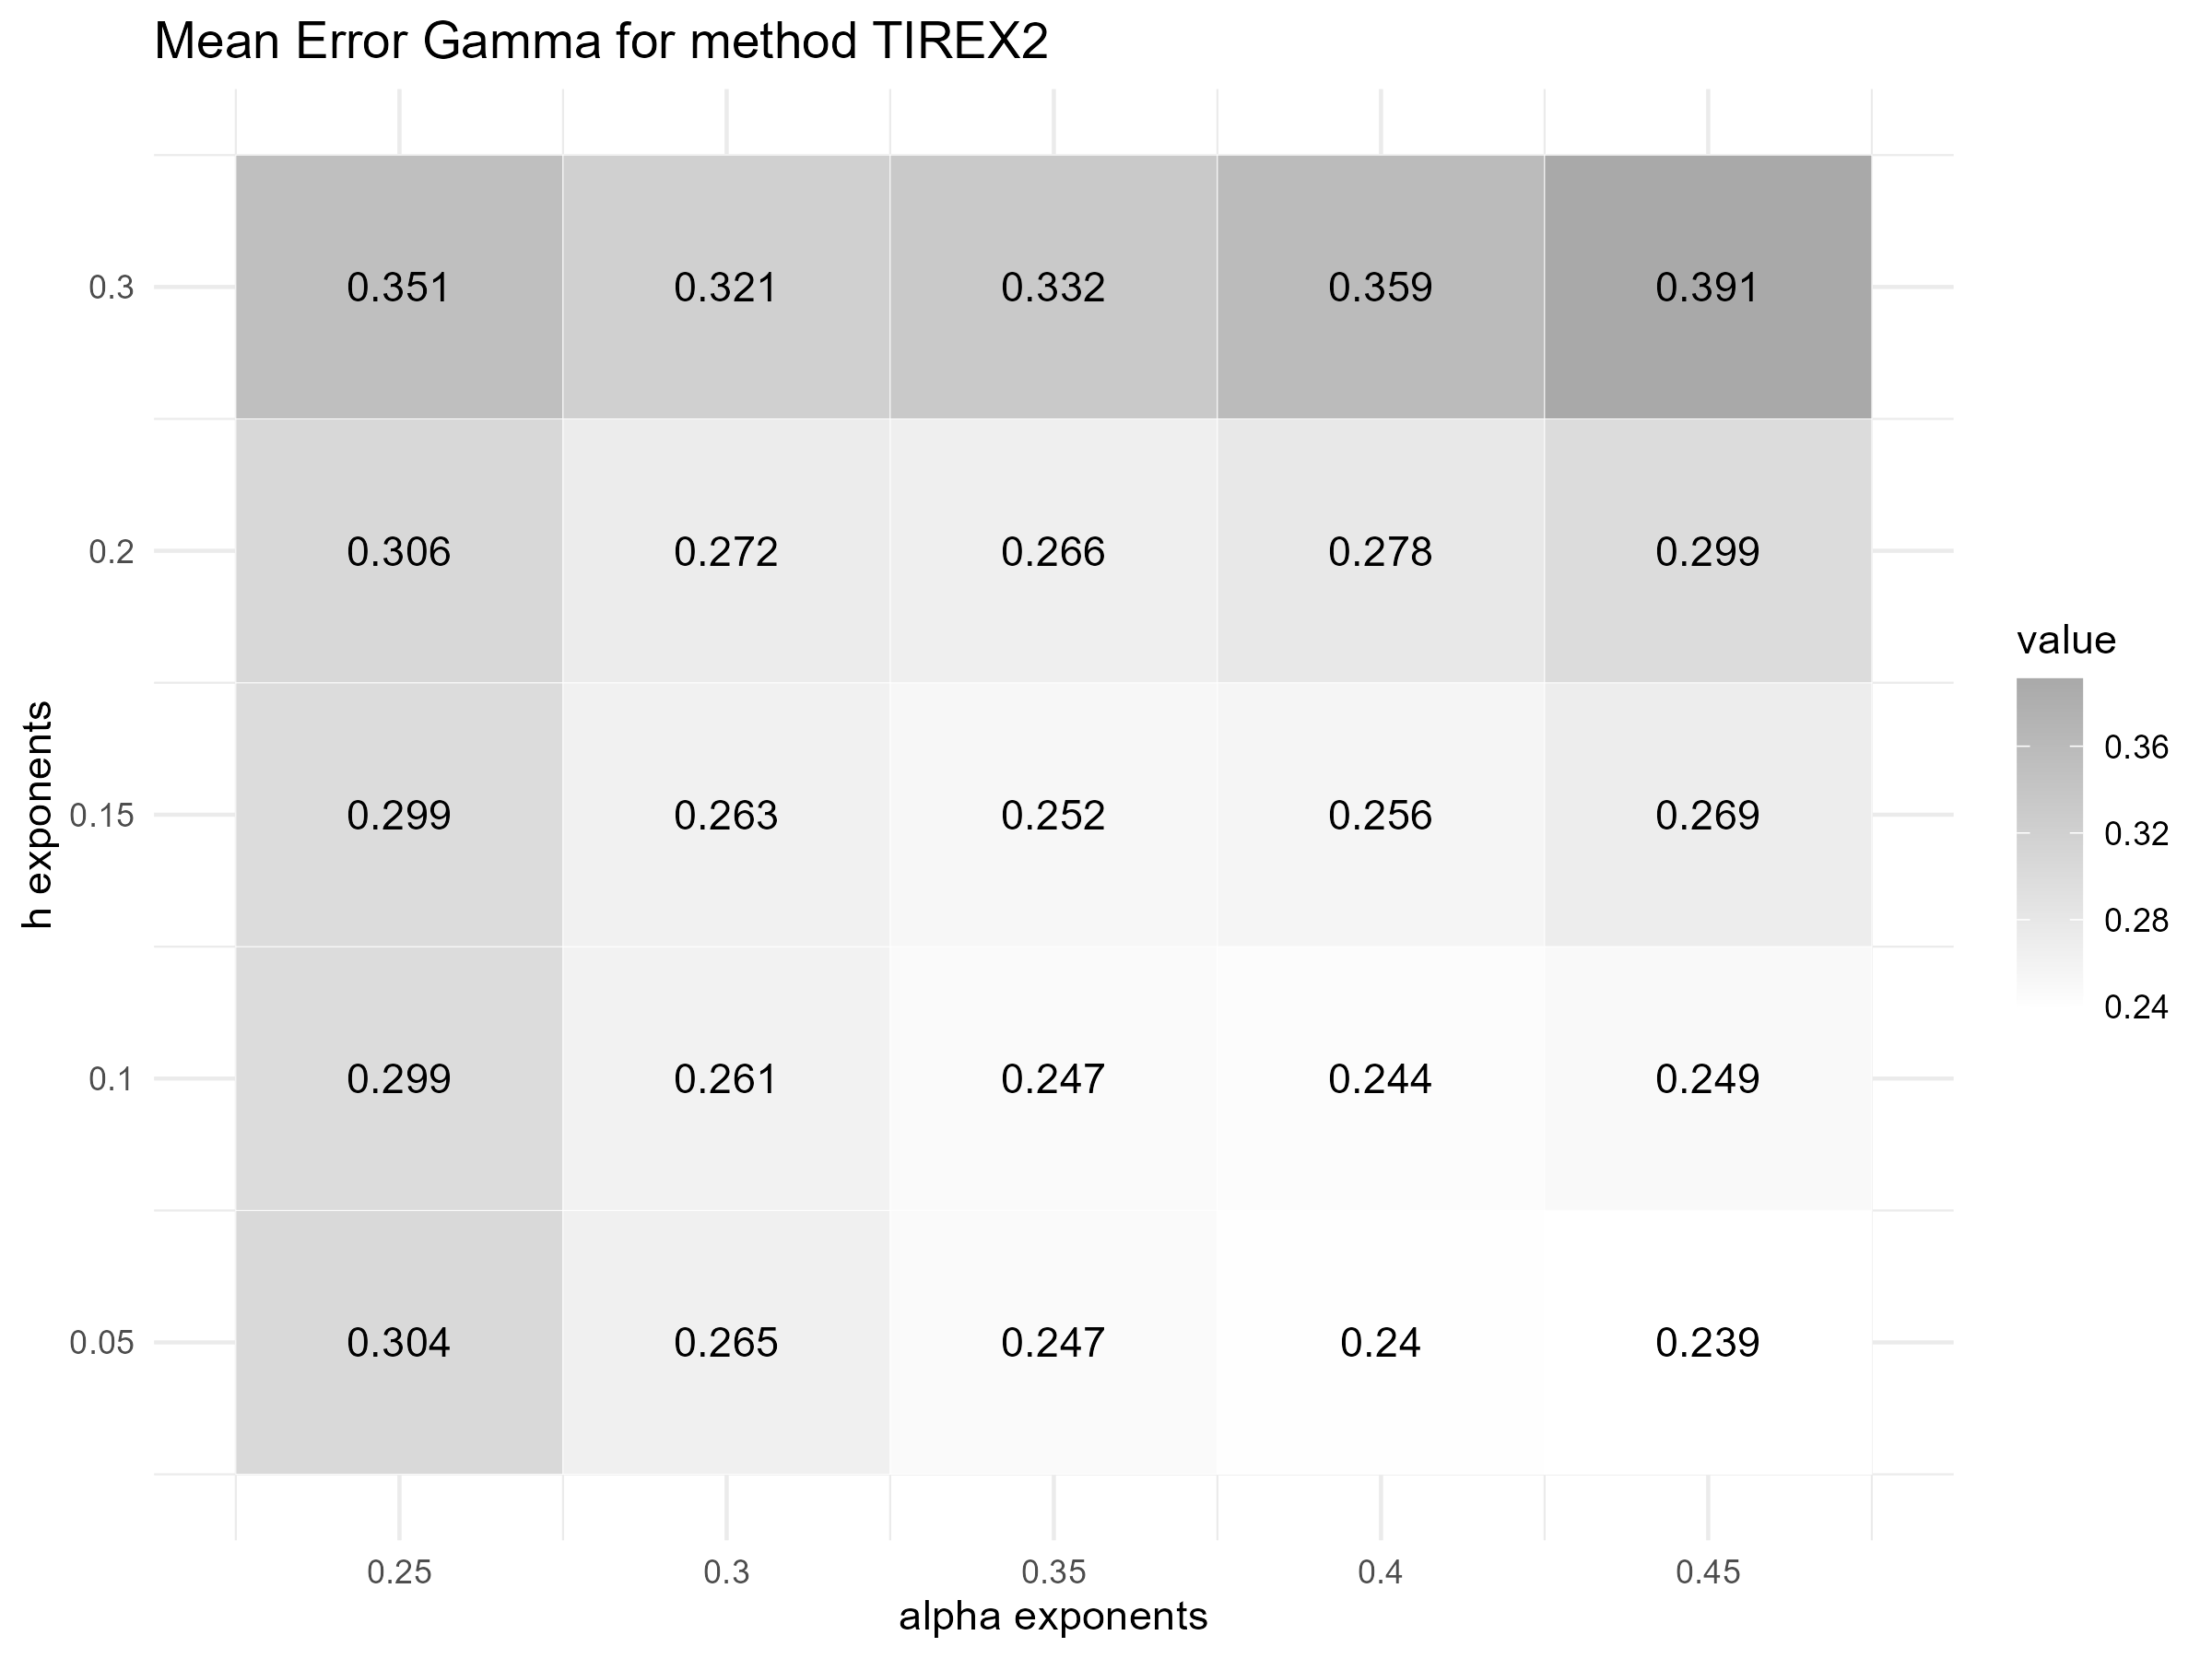 Mean Error Gamma for method TIREX2
0.3 0.351 0.321 0.332 0.359 0.391
0.2 0.306 0.272 0.266 0.278 0.299
0.15 0.299 0.263 0.252 0.256 0.269
0.1 0.299 0.261 0.247 0.244 0.249
0.05 0.304 0.265 0.247 0.24 0.239
0.25 0.3 0.35 0.4 0.45
alpha exponents
h exponents
value
0.36
0.32
0.28
0.24